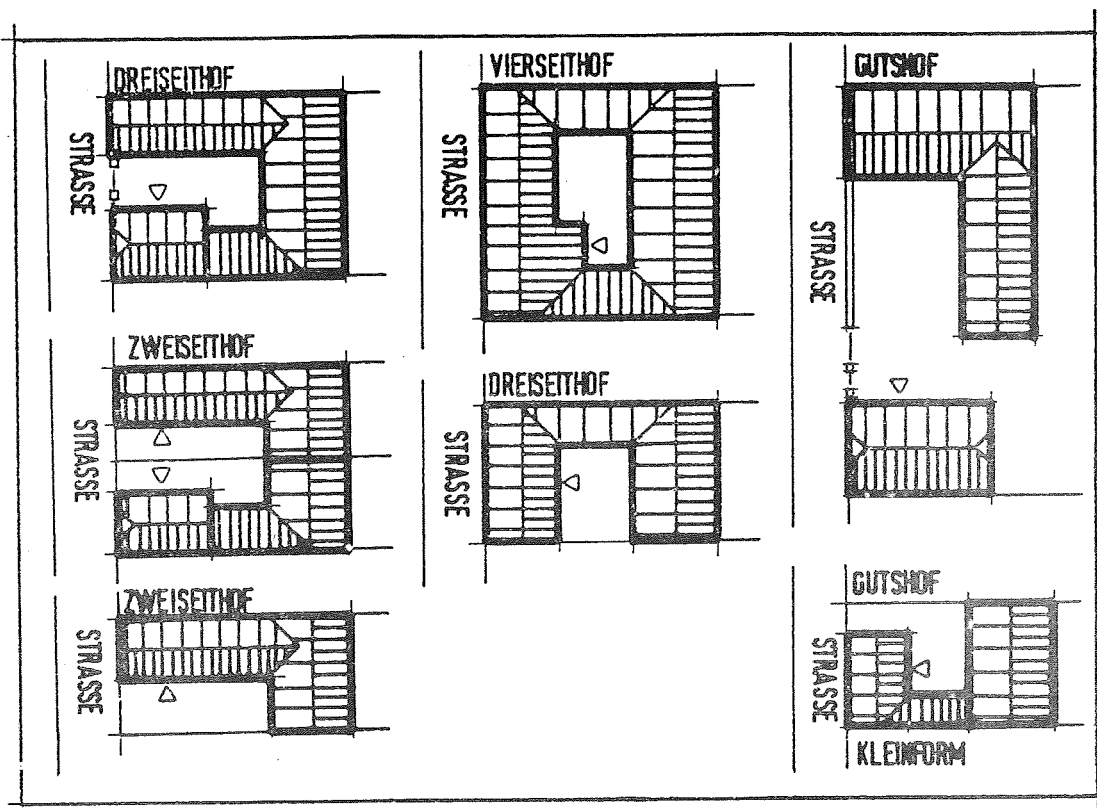 DREISEITHOF
STRASSE
ZWEISEITHOF
STRASSE
ZWEISEITHOF
STRASSE
VIERSEITHOF
STRASSE
DREISEITHOF
STRASSE
GUTSHOF
STRASSE
GUTSHOF
STRASSE
KLEINFORM